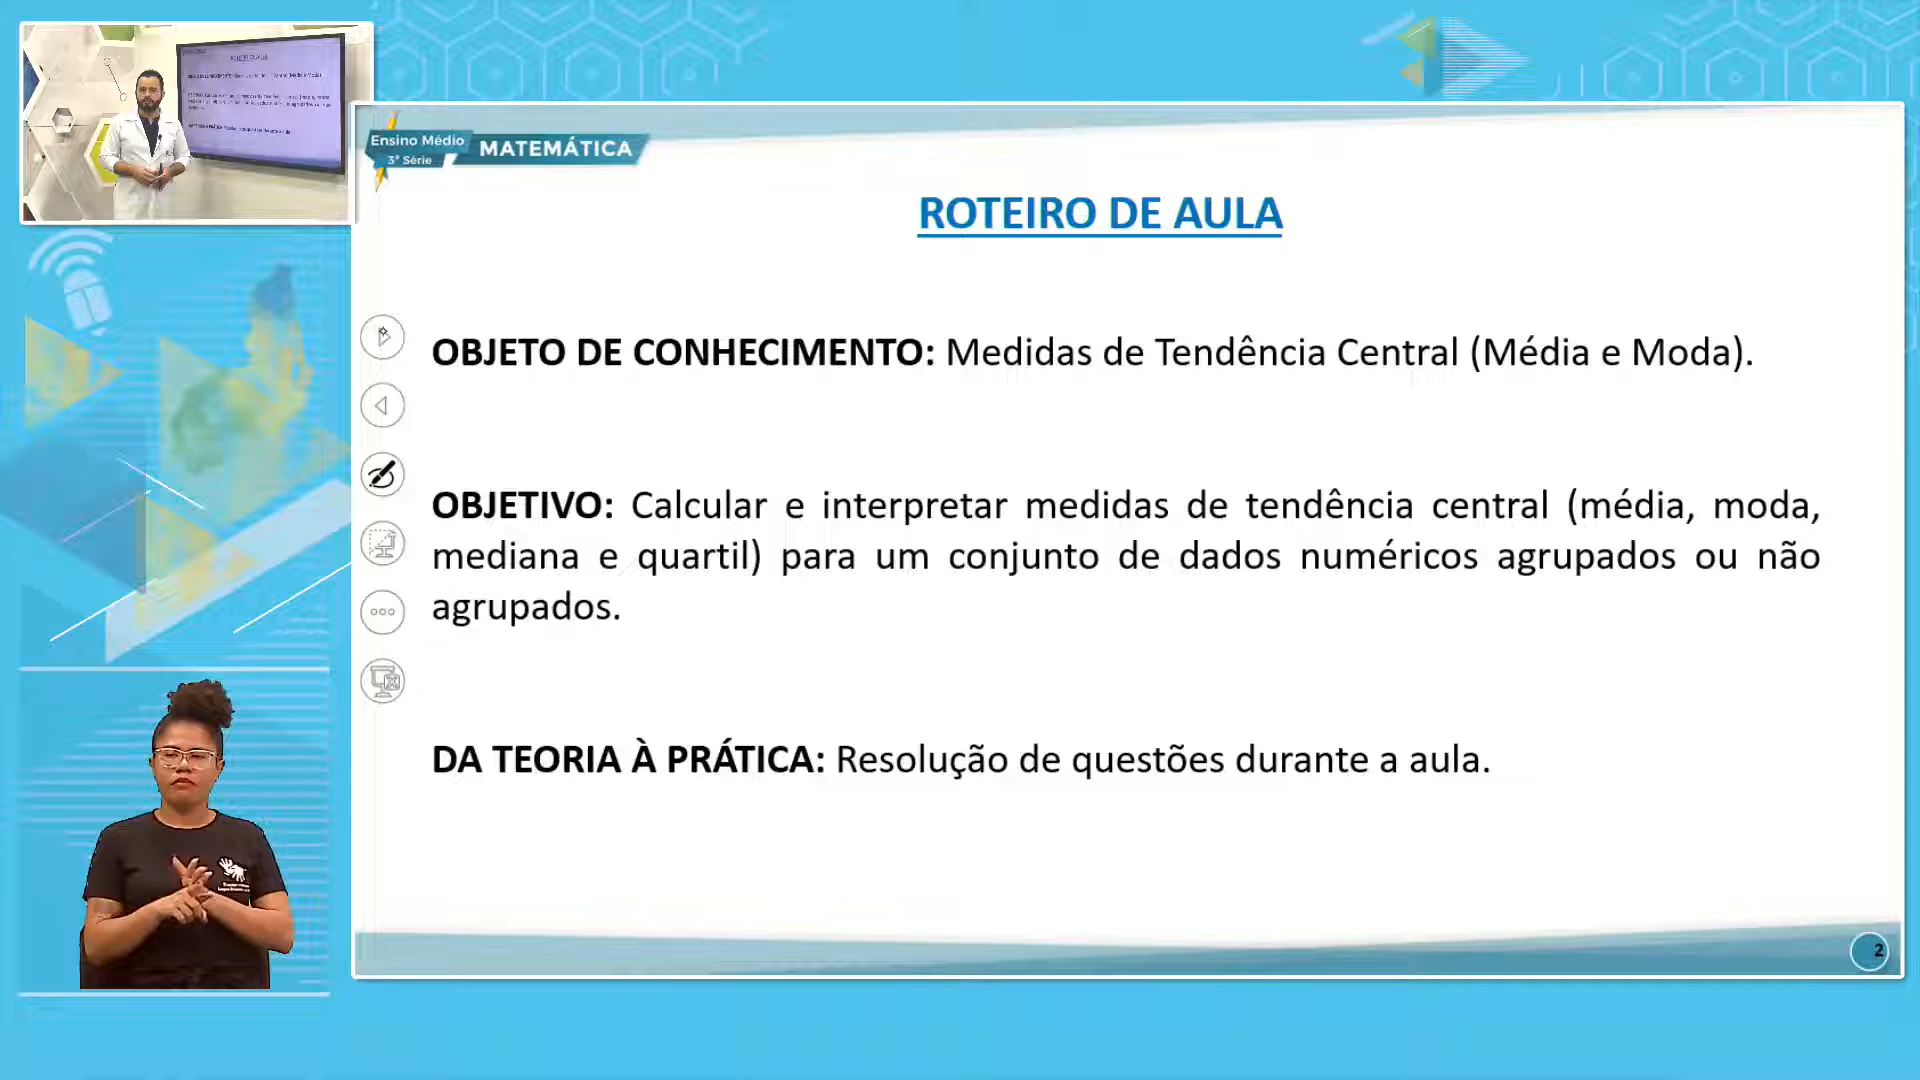 Ensino Médio
3ª Série
MATEMÁTICA
ROTEIRO DE AULA
OBJETO DE CONHECIMENTO: Medidas de Tendência Central (Média e Moda).
OBJETIVO: Calcular e interpretar medidas de tendência central (média, moda,
mediana e quartil) para um conjunto de dados numéricos agrupados ou não
agrupados.
DA TEORIA À PRÁTICA: Resolução de questões durante a aula.
2